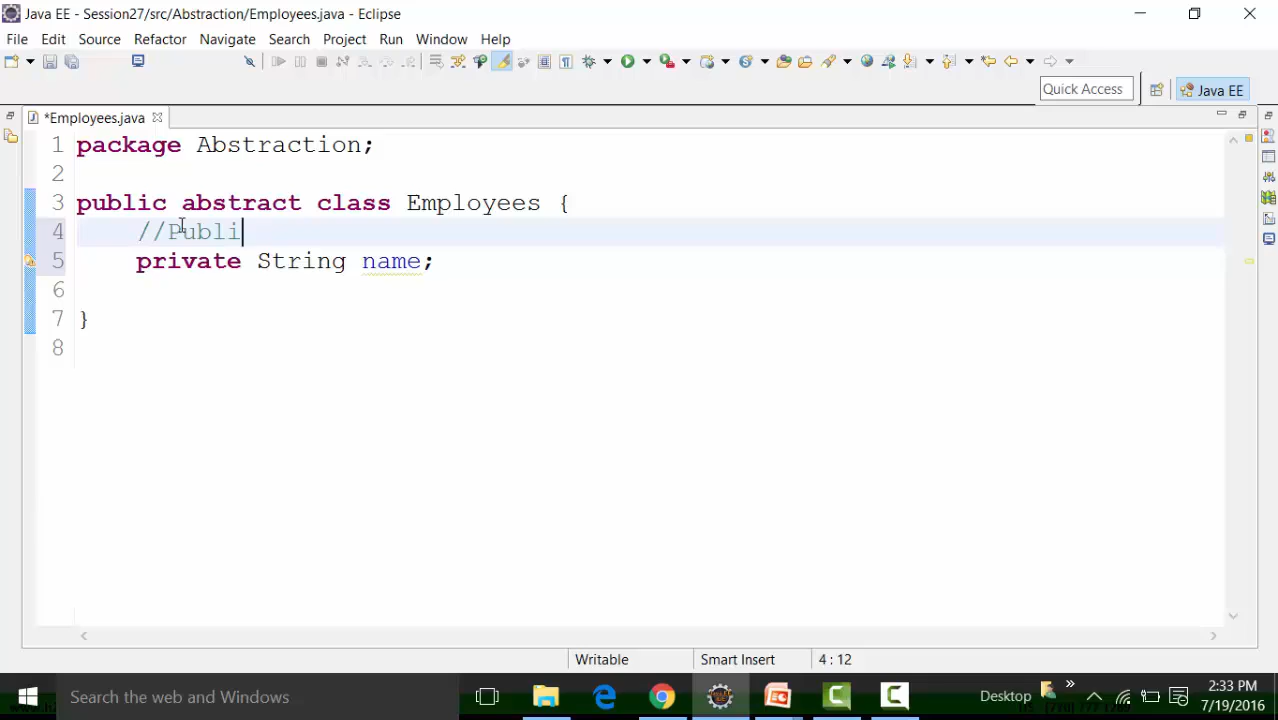 Java EE - Session27/src/Abstraction/Employees.java - Eclipse
File Edit Source Refactor Navigate Search Project Run Window Help
Quick Access
Java EE
*Employees.java
1 package Abstraction;
2
3 public abstract class Employees {
4 //Publi
5 private String name;
6
7 }
8
Writable Smart Insert 4 : 12
Search the web and Windows
Desktop
2:33 PM
7/19/2016